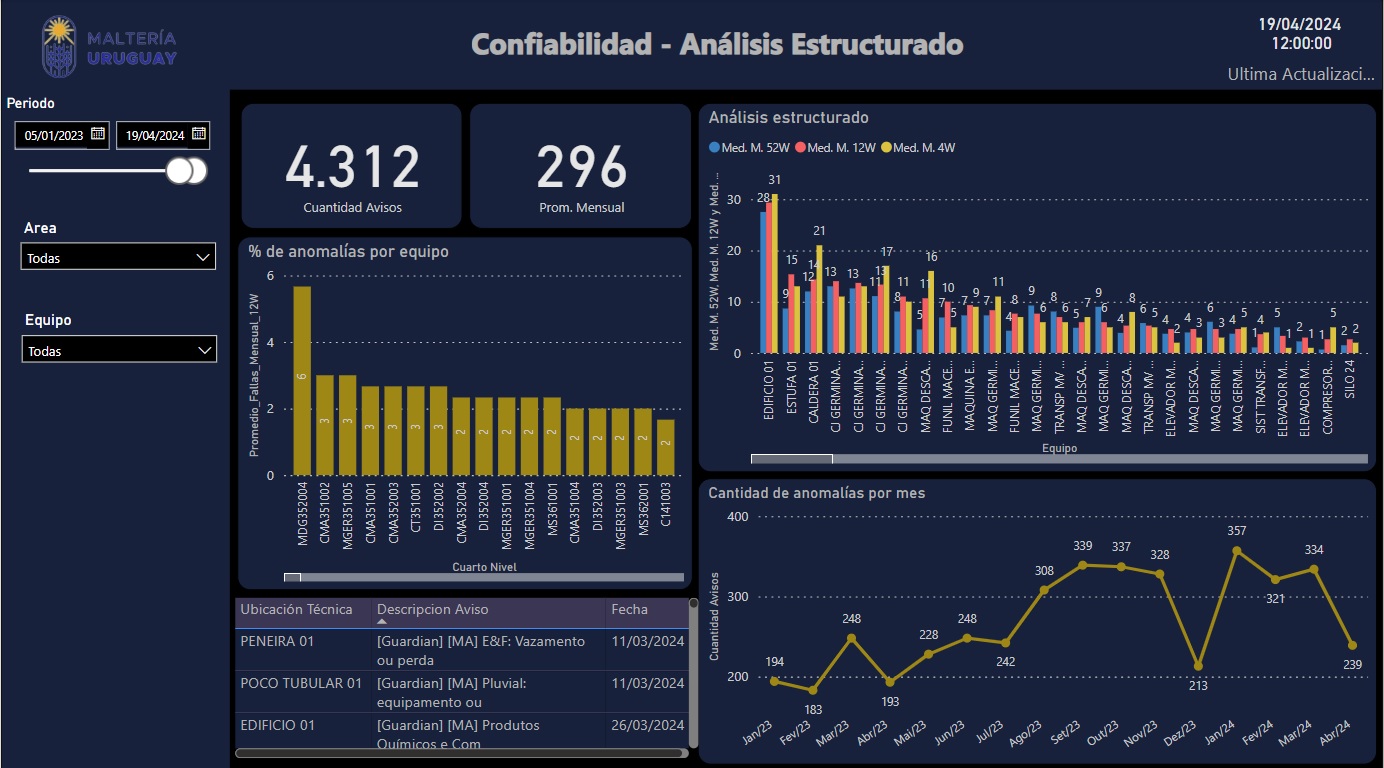 MALTERÍA
URUGUAY
Confiabilidad - Análisis Estructurado
19/04/2024
12:00:00
Ultima Actualizaci...
Periodo
05/01/2023 19/04/2024
Area
Todas
Equipo
Todas
4.312
Cuantidad Avisos
296
Prom. Mensual
% de anomalías por equipo
Promedio_Fallas_Mensual_12W
6
4
2
0
6 3 3 3 3 3 3 2 2 2 2 2 2 2 2 2 2
MDG352004
CMA351002
MGER351005
CMA351001
CMA352003
CT351001
DI352002
CMA352004
DI352004
MGER351001
MGER351004
MS361001
CMA351004
DI352003
MGER351003
MS362001
C141003
Cuarto Nivel
Ubicación Técnica Descripcion Aviso Fecha
PENEIRA 01 [Guardian] [MA] E&F: Vazamento 11/03/2024
ou perda
POCO TUBULAR 01 [Guardian] [MA] Pluvial: 11/03/2024
equipamento ou
EDIFICIO 01 [Guardian] [MA] Produtos 26/03/2024
Químicos e Com
Análisis estructurado
Med. M. 52W Med. M. 12W Med. M. 4W
Med. M. 52W, Med. M. 12W y Med. ...
30
20
10
0
28 31
9 15
12 14 21
13
13
11 13 17
8 11
5 11 16
7 10 5
4 8 5
7 9
7 11
9 6
8 6
5 7
9 5
4 8
6 5
4 2
4 3
6 3
4 5
1 4
5 1
2 1
1 5
2 2
EDIFICIO 01
ESTUFA 01
CALDERA 01
CJ GERMINA...
CJ GERMINA...
CJ GERMINA...
CJ GERMINA...
MAQ DESCA...
FUNIL MACE...
MAQUINA E...
MAQ GERMI...
FUNIL MACE...
MAQ GERMI...
TRANSP MV ...
MAQ DESCA...
MAQ GERMI...
MAQ DESCA...
TRANSP MV ...
ELEVADOR M...
MAQ DESCA...
MAQ GERMI...
MAQ GERMI...
SIST TRANSF...
ELEVADOR M...
ELEVADOR M...
COMPRESOR...
SILO 24
Equipo
Cantidad de anomalías por mes
Cuantidad Avisos
400
300
200
194
183
248
193
228
248
242
308
339
337
328
213
357
321
334
239
Jan/23
Fev/23
Mar/23
Abr/23
Mai/23
Jun/23
Jul/23
Ago/23
Set/23
Out/23
Nov/23
Dez/23
Jan/24
Fev/24
Mar/24
Abr/24